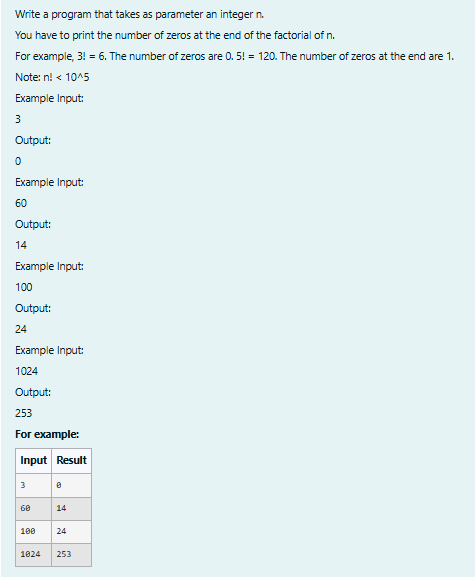 Write a program that takes as parameter an integer n.
You have to print the number of zeros at the end of the factorial of n.
For example, 3! = 6. The number of zeros are 0. 5! = 120. The number of zeros at the end are 1.
Note: n! < 10^5
Example Input:
3
Output:
0
Example Input:
60
Output:
14
Example Input:
100
Output:
24
Example Input:
1024
Output:
253
For example:
Input Result
3 0
60 14
100 24
1024 253